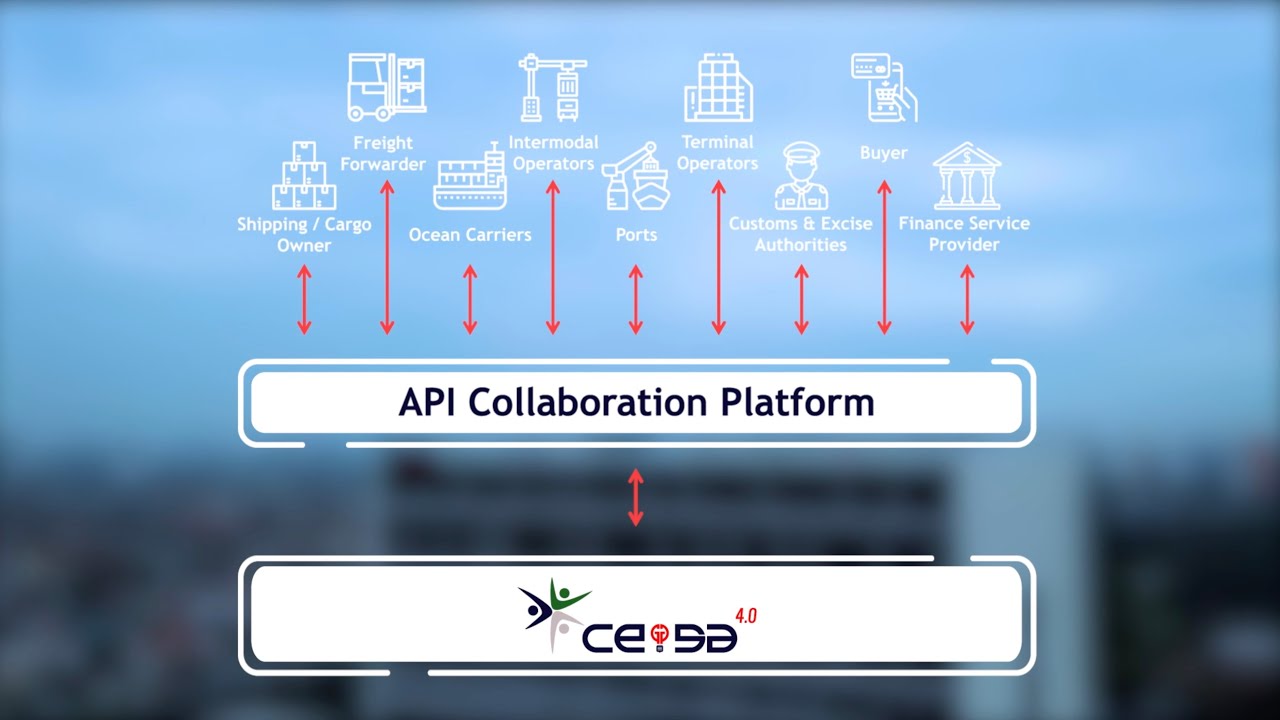 Freight
Forwarder
Intermodal
Operators
Terminal
Operators
Buyer
Shipping / Cargo
Owner
Ocean Carriers
Ports
Customs & Excise
Authorities
Finance Service
Provider
API Collaboration Platform
ceisa 4.0